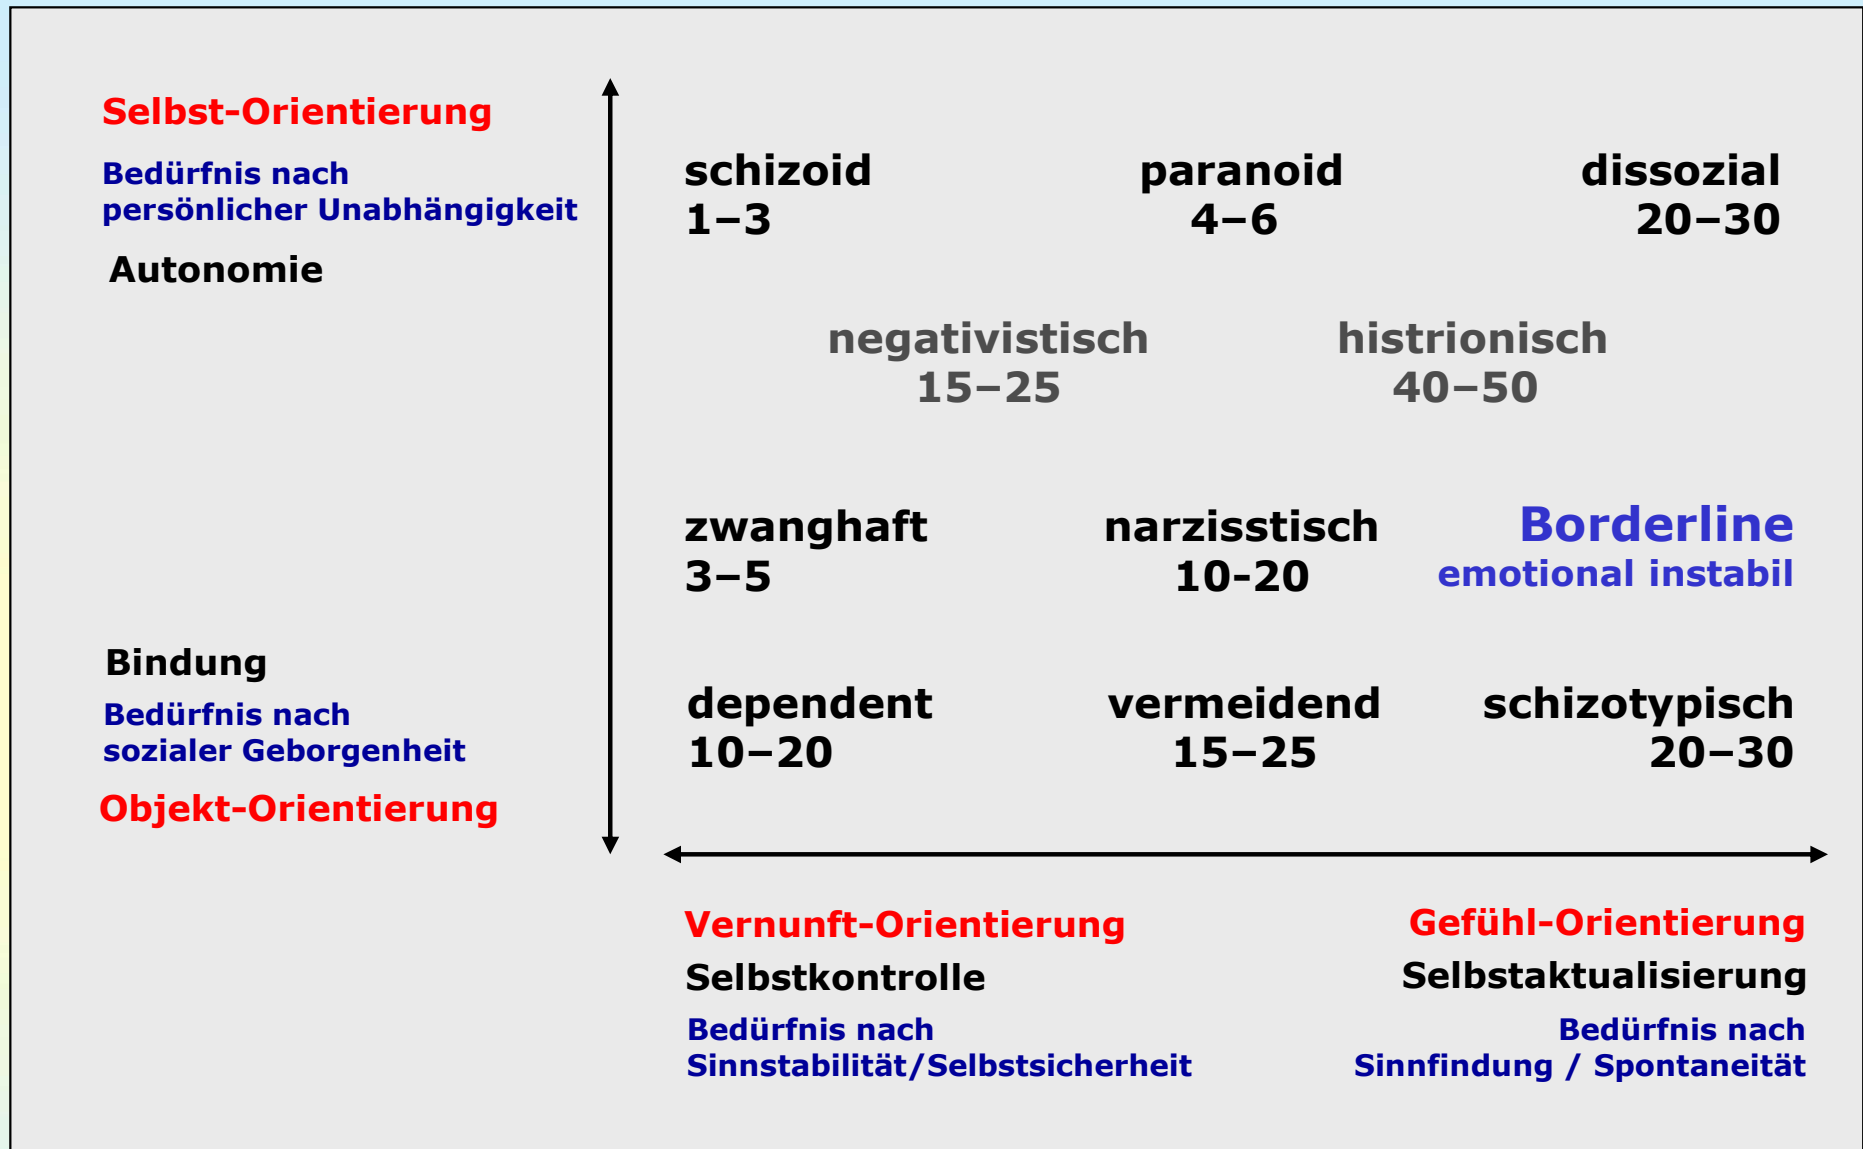 Selbst-Orientierung
Bedürfnis nach
persönlicher Unabhängigkeit
Autonomie
schizoid
1–3
paranoid
4–6
dissozial
20–30
negativistisch
15–25
histrionisch
40–50
zwanghaft
3–5
narzisstisch
10-20
Borderline
emotional instabil
Bindung
Bedürfnis nach
sozialer Geborgenheit
Objekt-Orientierung
dependent
10–20
vermeidend
15–25
schizotypisch
20–30
Vernunft-Orientierung
Selbstkontrolle
Bedürfnis nach
Sinnstabilität/Selbstsicherheit
Gefühl-Orientierung
Selbstaktualisierung
Bedürfnis nach
Sinnfindung / Spontaneität